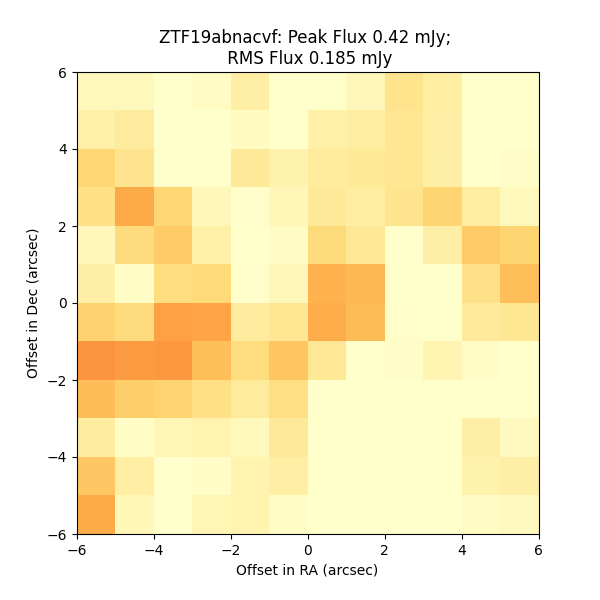 ZTF19abnacvf: Peak Flux 0.42 mJy;
RMS Flux 0.185 mJy
6
4
2
0
−2
−4
−6
Offset in Dec (arcsec)
−6 −4 −2 0 2 4 6
Offset in RA (arcsec)